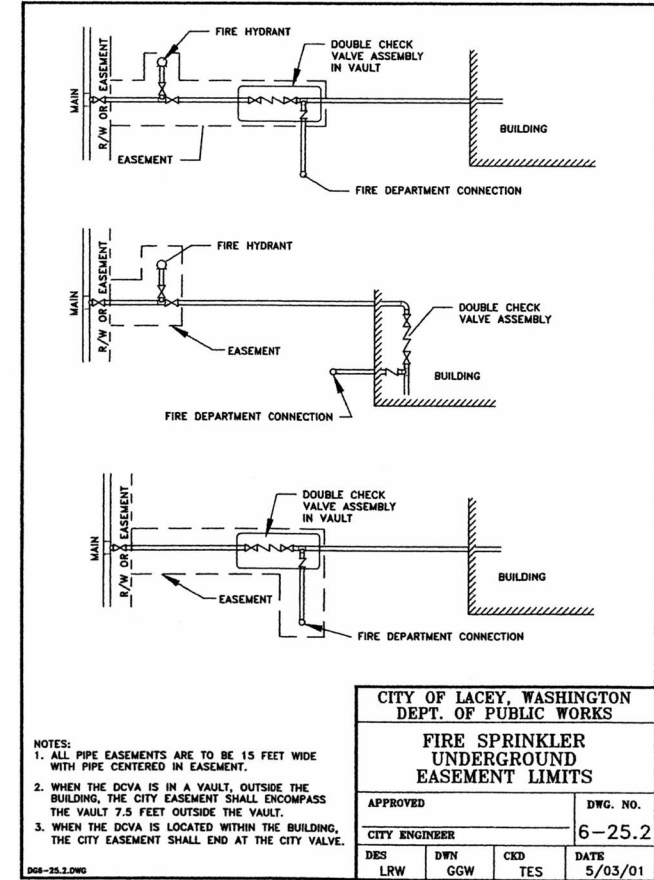 FIRE HYDRANT
DOUBLE CHECK
VALVE ASSEMBLY
IN VAULT
MAIN
R/W OR EASEMENT
BUILDING
EASEMENT
FIRE DEPARTMENT CONNECTION
FIRE HYDRANT
MAIN
R/W OR EASEMENT
DOUBLE CHECK
VALVE ASSEMBLY
EASEMENT
BUILDING
FIRE DEPARTMENT CONNECTION
DOUBLE CHECK
VALVE ASSEMBLY
IN VAULT
MAIN
R/W OR EASEMENT
BUILDING
EASEMENT
FIRE DEPARTMENT CONNECTION
NOTES:
1. ALL PIPE EASEMENTS ARE TO BE 15 FEET WIDE
WITH PIPE CENTERED IN EASEMENT.
2. WHEN THE DCVA IS IN A VAULT, OUTSIDE THE
BUILDING, THE CITY EASEMENT SHALL ENCOMPASS
THE VAULT 7.5 FEET OUTSIDE THE VAULT.
3. WHEN THE DCVA IS LOCATED WITHIN THE BUILDING,
THE CITY EASEMENT SHALL END AT THE CITY VALVE.
DG6-25.2.DWG
CITY OF LACEY, WASHINGTON
DEPT. OF PUBLIC WORKS
FIRE SPRINKLER
UNDERGROUND
EASEMENT LIMITS
APPROVED
DWG. NO.
CITY ENGINEER
6-25.2
DES DWN CKD DATE
LRW GGW TES 5/03/01